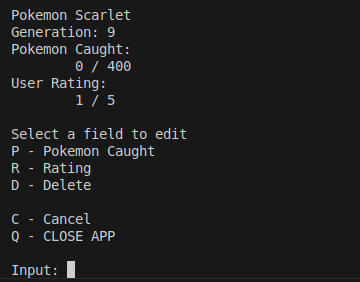 Pokemon Scarlet
Generation: 9
Pokemon Caught:
0 / 400
User Rating:
1 / 5
Select a field to edit
P - Pokemon Caught
R - Rating
D - Delete
C - Cancel
Q - CLOSE APP
Input: